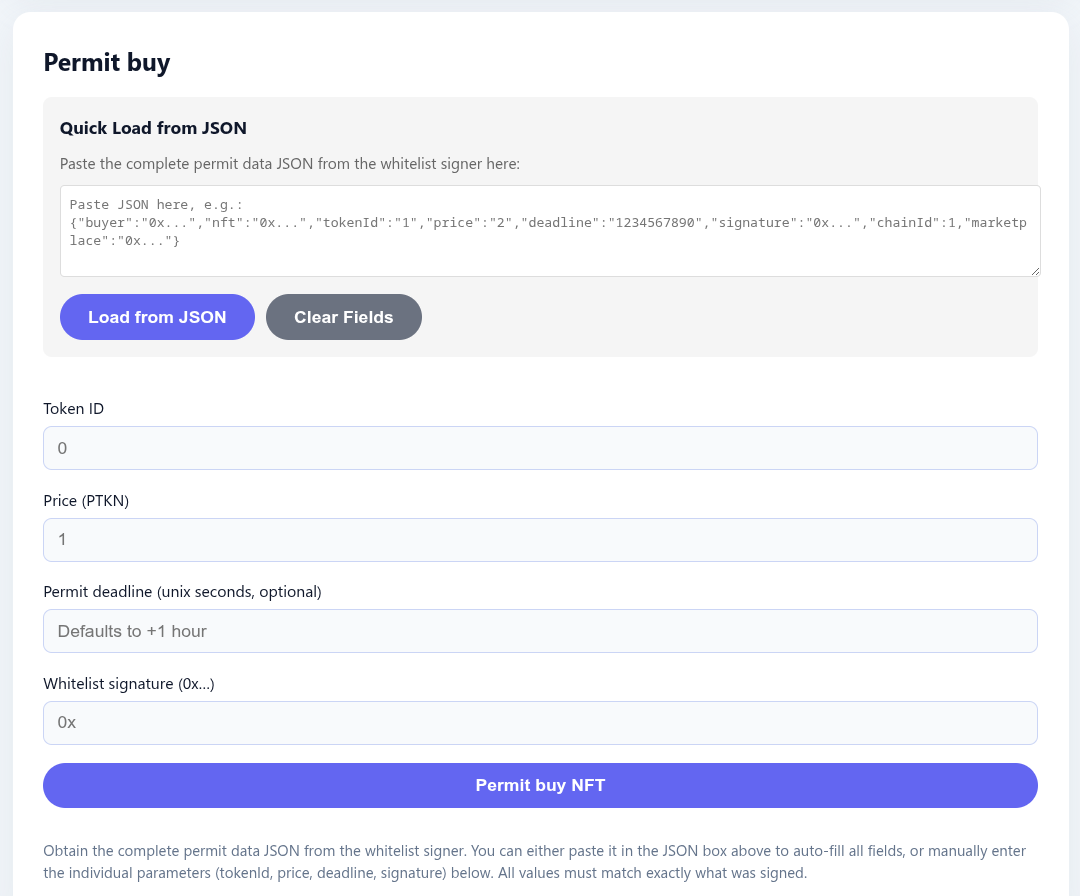 Permit buy
Quick Load from JSON
Paste the complete permit data JSON from the whitelist signer here:
Paste JSON here, e.g.:
{"buyer":"0x...","nft":"0x...","tokenId":"1","price":"2","deadline":"1234567890","signature":"0x...","chainId":1,"marketp
lace":"0x..."}
Load from JSON Clear Fields
Token ID
0
Price (PTKN)
1
Permit deadline (unix seconds, optional)
Defaults to +1 hour
Whitelist signature (0x...)
0x
Permit buy NFT
Obtain the complete permit data JSON from the whitelist signer. You can either paste it in the JSON box above to auto-fill all fields, or manually enter
the individual parameters (tokenId, price, deadline, signature) below. All values must match exactly what was signed.